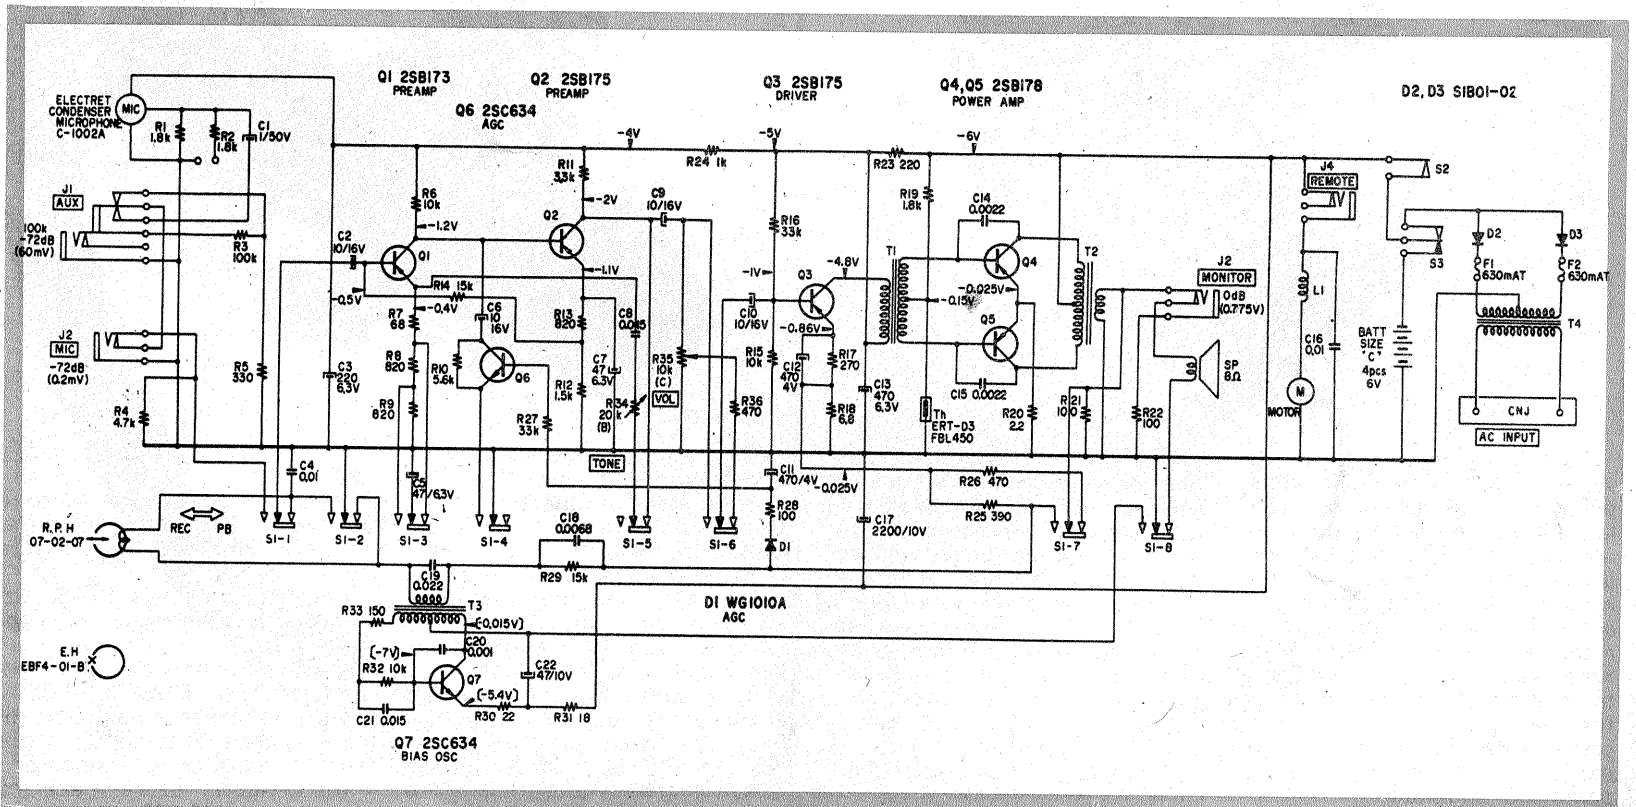 Q1 2SB173
PREAMP
Q2 2SB175
PREAMP
Q6 2SC634
AGC
Q3 2SB175
DRIVER
Q4,Q5 2SB178
POWER AMP
D2, D3 S1B01-02
ELECTRET
CONDENSER
MICROPHONE
C-1002A
MIC
R1
1.8k
R2
1.8k
C1
1/50V
J1
AUX
100k
-72dB
(60mV)
R3
100k
J2
MIC
-72dB
(0.2mV)
R4
4.7k
R5
330
C2
10/16V
-0.5V
C3
220
6.3V
R6
10k
-1.2V
Q1
R14 15k
-0.4V
R7
68
R8
820
R9
820
C6
10
16V
R10
5.6k
Q6
R11
3.3k
-2V
Q2
-1.1V
R13
820
C7
47
6.3V
R12
1.5k
C8
0.015
R27
33k
R34
20k
(B)
TONE
-4V
R24 1k
C9
10/16V
R35
10k
(C)
VOL
R36
470
-5V
R16
33k
-1V
C10
10/16V
R15
10k
Q3
-4.8V
-0.86V
C12
470
4V
R17
270
R18
6.8
T1
C13
470
6.3V
R23 220
-6V
R19
1.8k
-0.15V
Th
ERT-D3
FBL450
C14
0.0022
Q4
-0.025V
Q5
C15 0.0022
R20
2.2
T2
R21
100
R22
100
J2
MONITOR
0dB
(0.775V)
SP
8Ω
J4
REMOTE
L1
C16
0.01
M
MOTOR
S2
S3
BATT
SIZE
"C"
4pcs
6V
D2
D3
F1
630mAT
F2
630mAT
T4
CNJ
AC INPUT
C4
0.01
C5
47/6.3V
C11
470/4V
-0.025V
R26 470
R25 390
R28
100
D1
C17
2200/10V
R.P.H
07-02-07
REC
PB
S1-1
S1-2
S1-3
S1-4
S1-5
S1-6
S1-7
S1-8
C18
0.0068
R29 15k
C19
0.022
T3
R33 150
(-0.015V)
(-7V)
C20
0.001
R32 10k
Q7
(-5.4V)
C21 0.015
R30 22
C22
47/10V
R31 18
D1 WG1010A
AGC
E.H
EBF4-01-B
Q7 2SC634
BIAS OSC